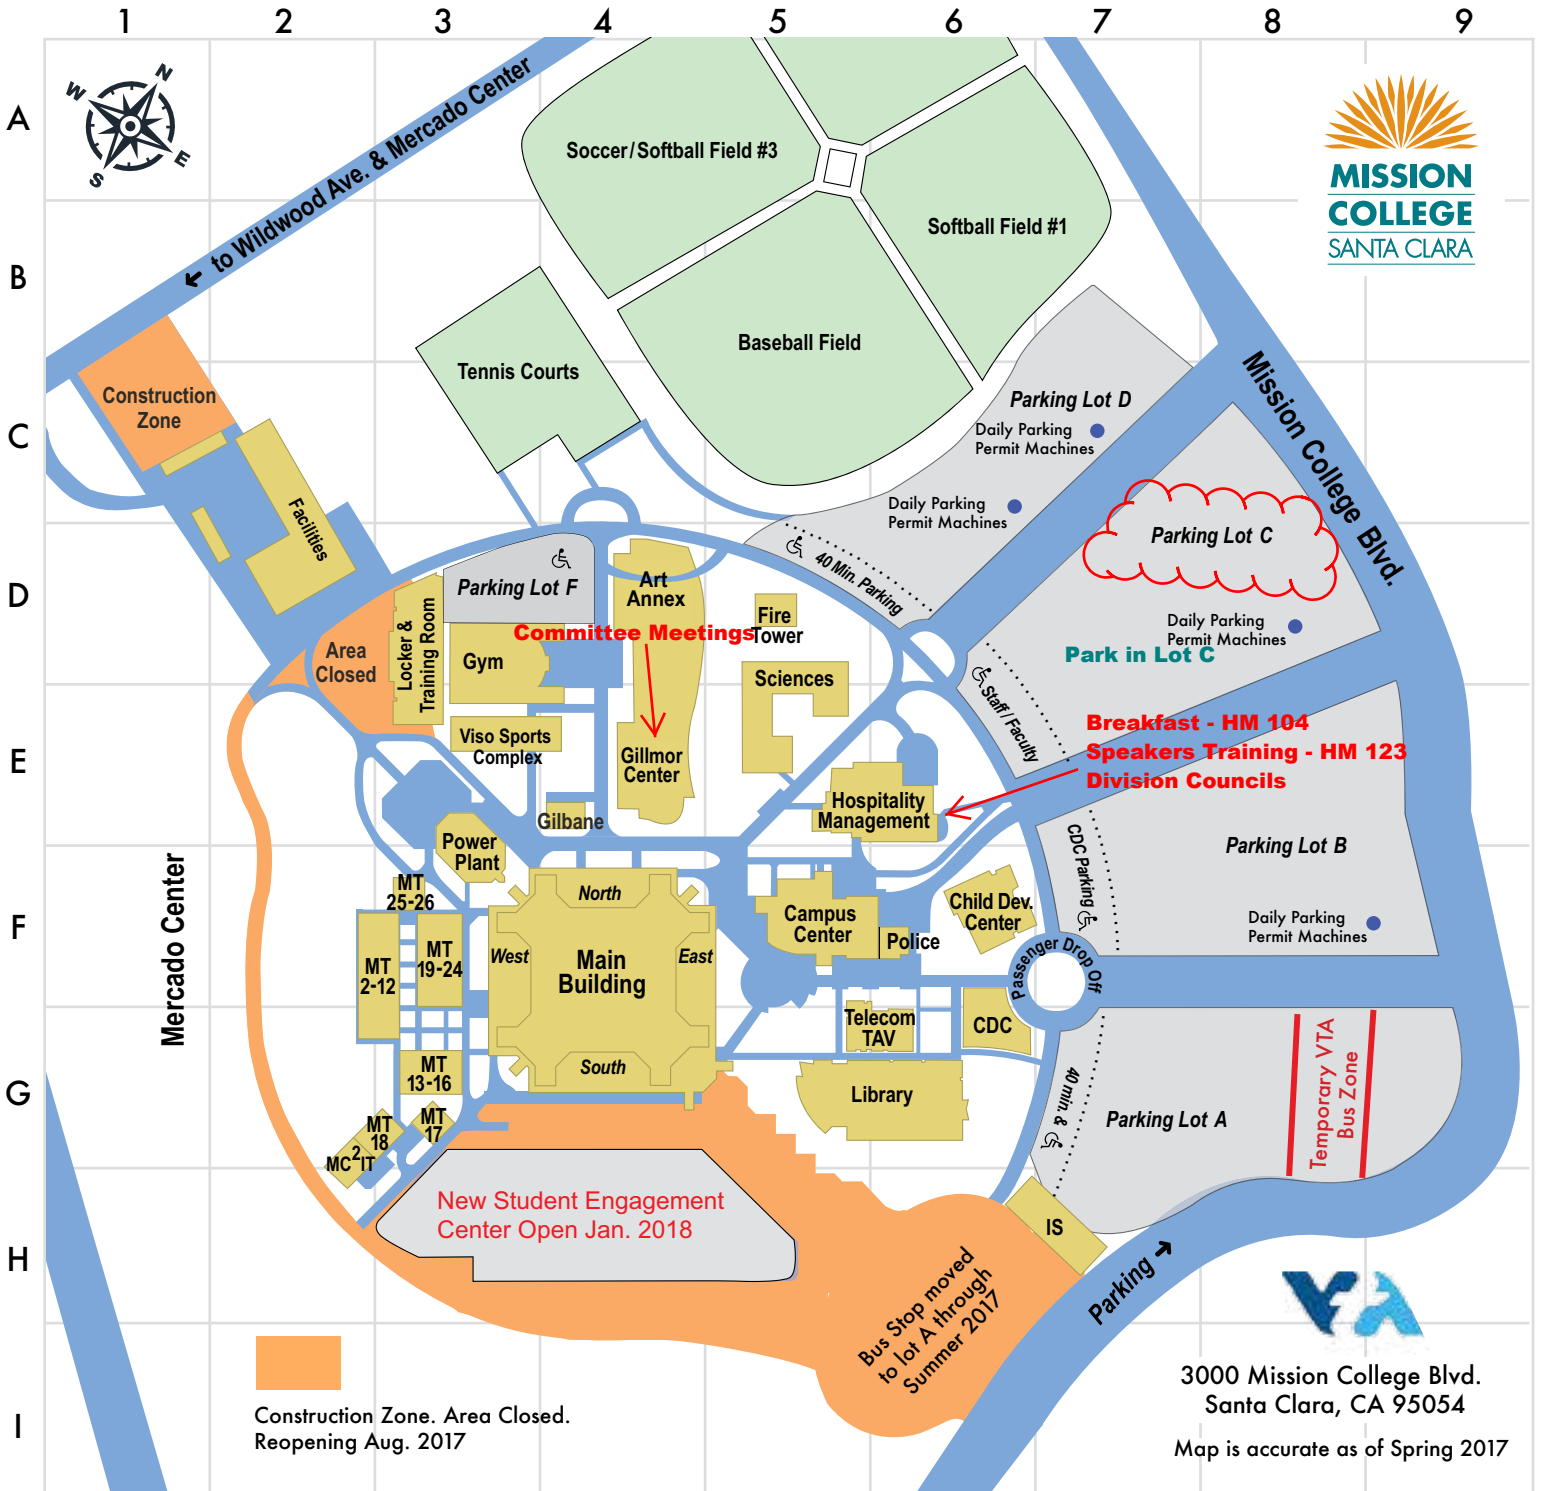 1 2 3 4 5 6 7 8 9
A
B
C
D
E
F
G
H
I
N
W
E
S
← to Wildwood Ave. & Mercado Center
Soccer/Softball Field #3
Softball Field #1
Baseball Field
Tennis Courts
MISSION
COLLEGE
SANTA CLARA
Mission College Blvd.
Construction
Zone
Facilities
Parking Lot D
Daily Parking
Permit Machines
Daily Parking
Permit Machines
40 Min. Parking
Parking Lot C
Daily Parking
Permit Machines
Park in Lot C
Staff / Faculty
Parking Lot F
Art
Annex
Committee Meetings
Fire
Tower
Locker &
Training Room
Gym
Area
Closed
Sciences
Viso Sports
Complex
Gillmor
Center
Gilbane
Breakfast - HM 104
Speakers Training - HM 123
Division Councils
Hospitality
Management
Power
Plant
CDC Parking
Parking Lot B
Daily Parking
Permit Machines
Mercado Center
MT
25-26
MT
19-24
MT
2-12
MT
13-16
MT
17
MT
18
MC2IT
North
West
Main
Building
East
South
Campus
Center
Police
Child Dev.
Center
Passenger Drop Off
Telecom
TAV
CDC
Library
40 min. &
Parking Lot A
Temporary VTA
Bus Zone
New Student Engagement
Center Open Jan. 2018
IS
Parking →
Bus Stop moved
to lot A through
Summer 2017
Construction Zone. Area Closed.
Reopening Aug. 2017
VTA
3000 Mission College Blvd.
Santa Clara, CA 95054
Map is accurate as of Spring 2017